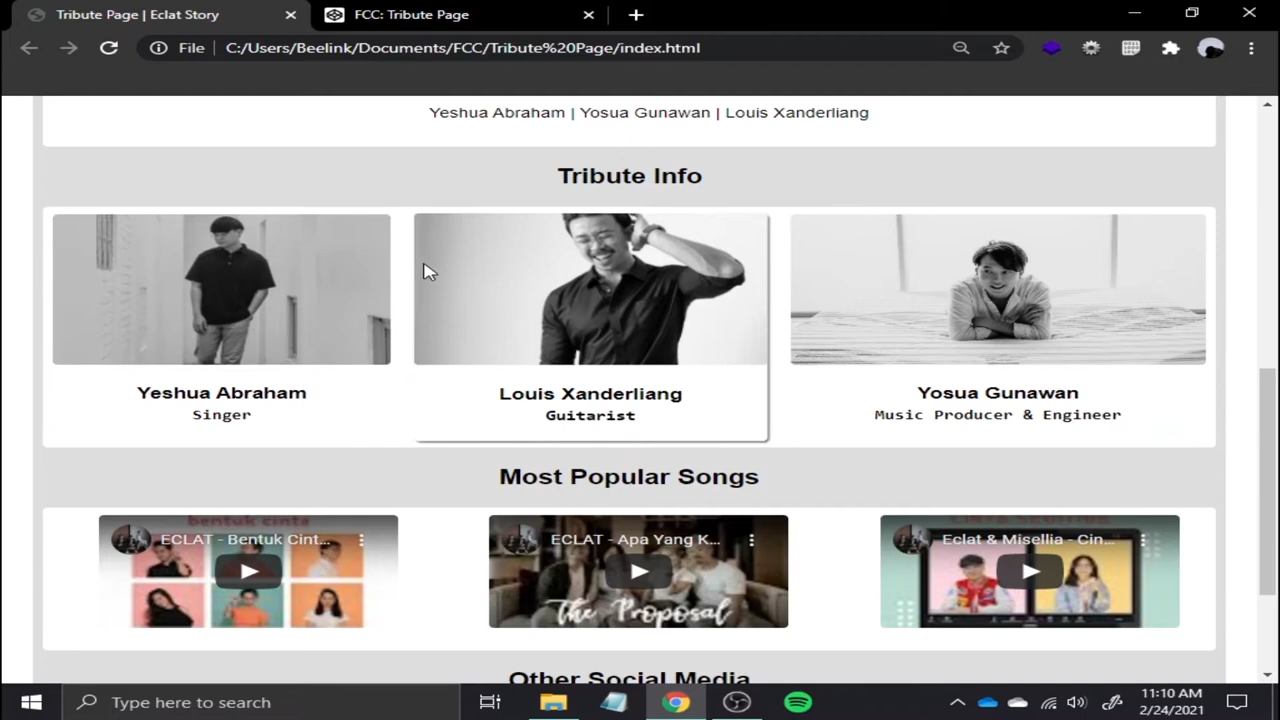 Tribute Page | Eclat Story
FCC: Tribute Page
File
C:/Users/Beelink/Documents/FCC/Tribute%20Page/index.html
Yeshua Abraham | Yosua Gunawan | Louis Xanderliang
Tribute Info
Yeshua Abraham
Singer
Louis Xanderliang
Guitarist
Yosua Gunawan
Music Producer & Engineer
Most Popular Songs
bentuk cinta
ECLAT - Bentuk Cint...
ECLAT - Apa Yang K...
The Proposal
Eclat & Misellia - Cin...
Other Social Media
Type here to search
11:10 AM
2/24/2021